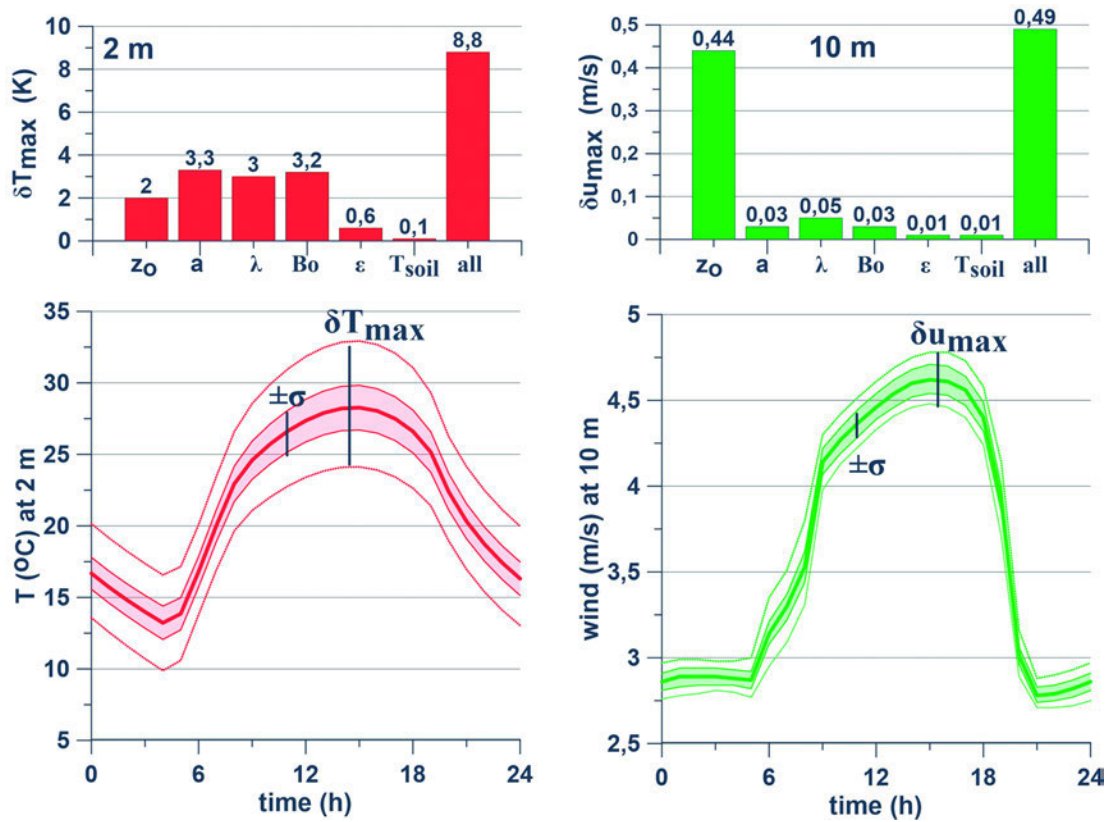 2 m
δTmax (K)
10
8
6
4
2
0
2
3,3
3
3,2
0,6
0,1
8,8
zo a λ Bo ε Tsoil all
10 m
δumax (m/s)
0,5
0,4
0,3
0,2
0,1
0
0,44
0,03
0,05
0,03
0,01
0,01
0,49
zo a λ Bo ε Tsoil all
T (oC) at 2 m
35
30
25
20
15
10
5
δTmax
±σ
0 6 12 18 24
time (h)
wind (m/s) at 10 m
5
4,5
4
3,5
3
2,5
δumax
±σ
0 6 12 18 24
time (h)